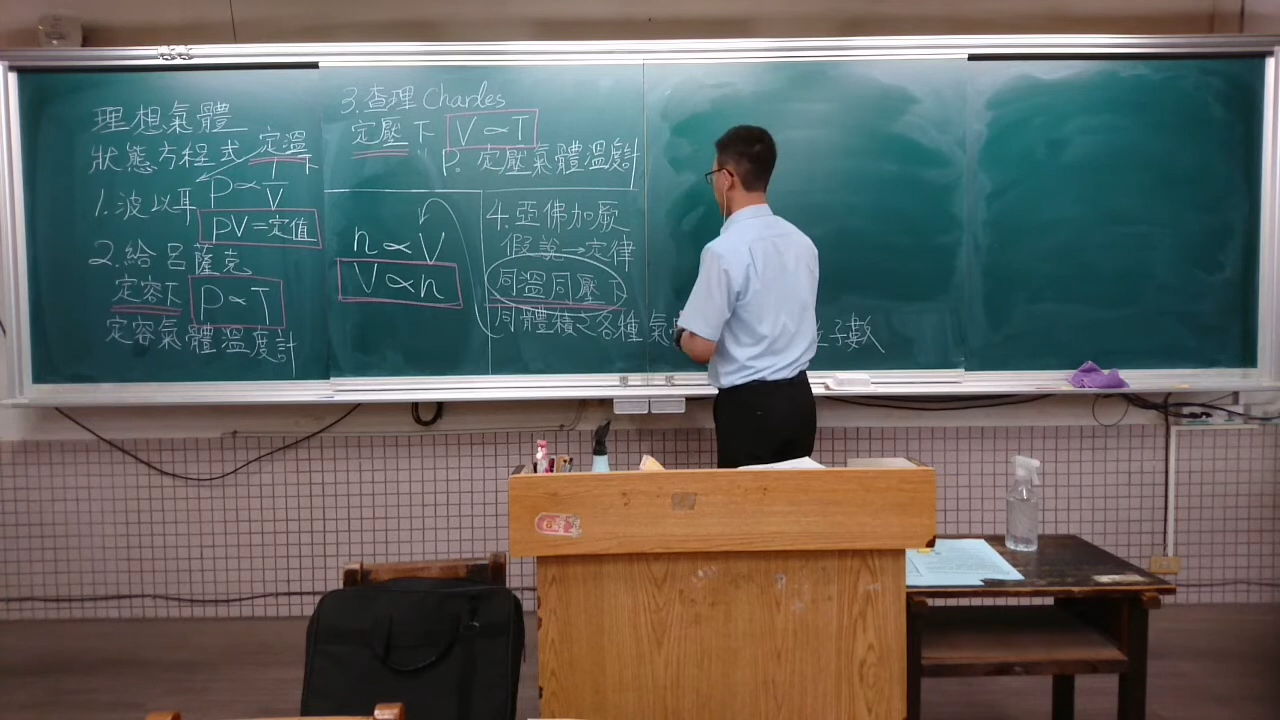 理想氣體
狀態方程式
定溫下
1.波以耳 P∝1/V
PV=定值
2.給呂薩克
定容下 P∝T
定容氣體溫度計
3.查理 Charles
定壓下 V∝T
P. 定壓氣體溫度計
n∝V
V∝n
4.亞佛加厥
假說→定律
同溫同壓下
同體積之各種氣
子數